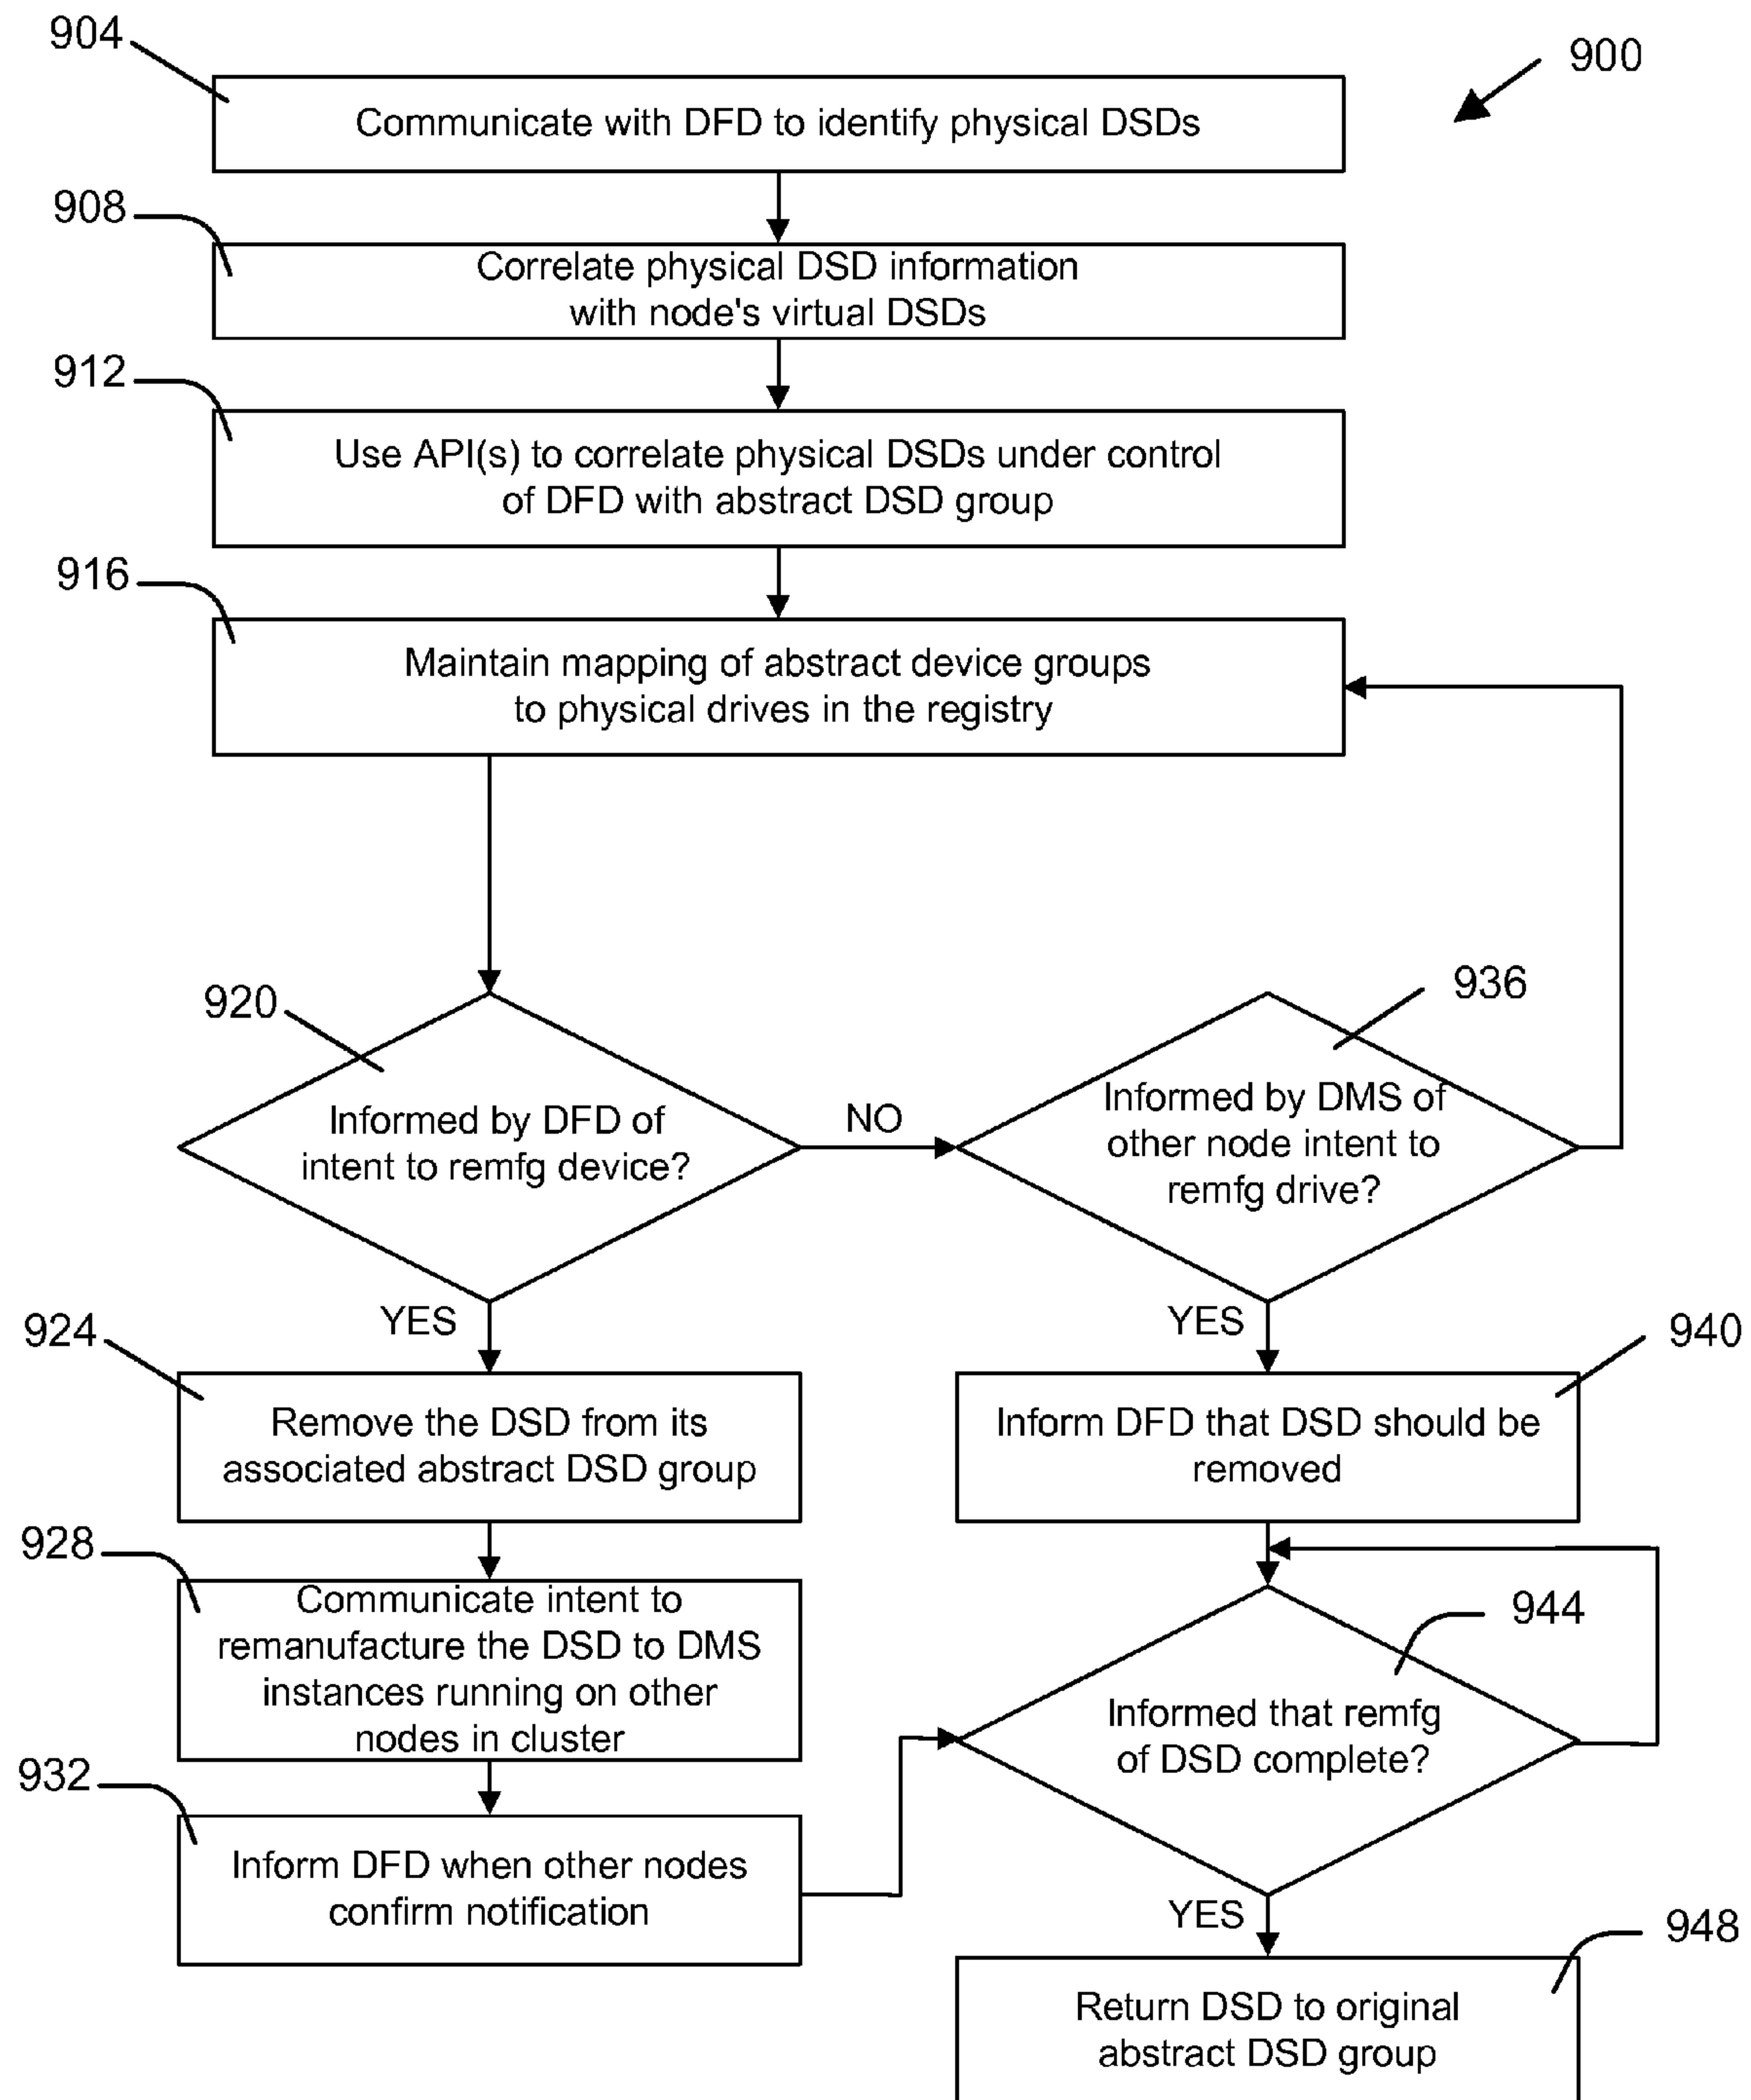 904
900
Communicate with DFD to identify physical DSDs
908
Correlate physical DSD information
with node's virtual DSDs
912
Use API(s) to correlate physical DSDs under control
of DFD with abstract DSD group
916
Maintain mapping of abstract device groups
to physical drives in the registry
920
936
Informed by DFD of
intent to remfg device?
NO
Informed by DMS of
other node intent to
remfg drive?
YES
YES
924
940
Remove the DSD from its
associated abstract DSD group
Inform DFD that DSD should be
removed
928
Communicate intent to
remanufacture the DSD to DMS
instances running on other
nodes in cluster
944
Informed that remfg
of DSD complete?
932
Inform DFD when other nodes
confirm notification
YES
948
Return DSD to original
abstract DSD group